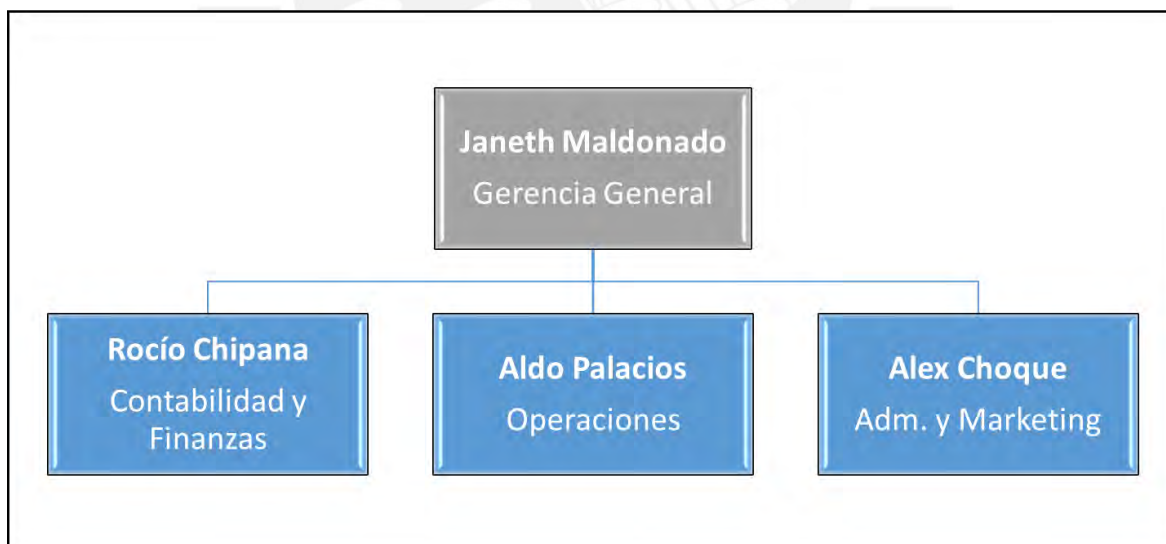 Janeth Maldonado
Gerencia General
Rocío Chipana
Contabilidad y
Finanzas
Aldo Palacios
Operaciones
Alex Choque
Adm. y Marketing